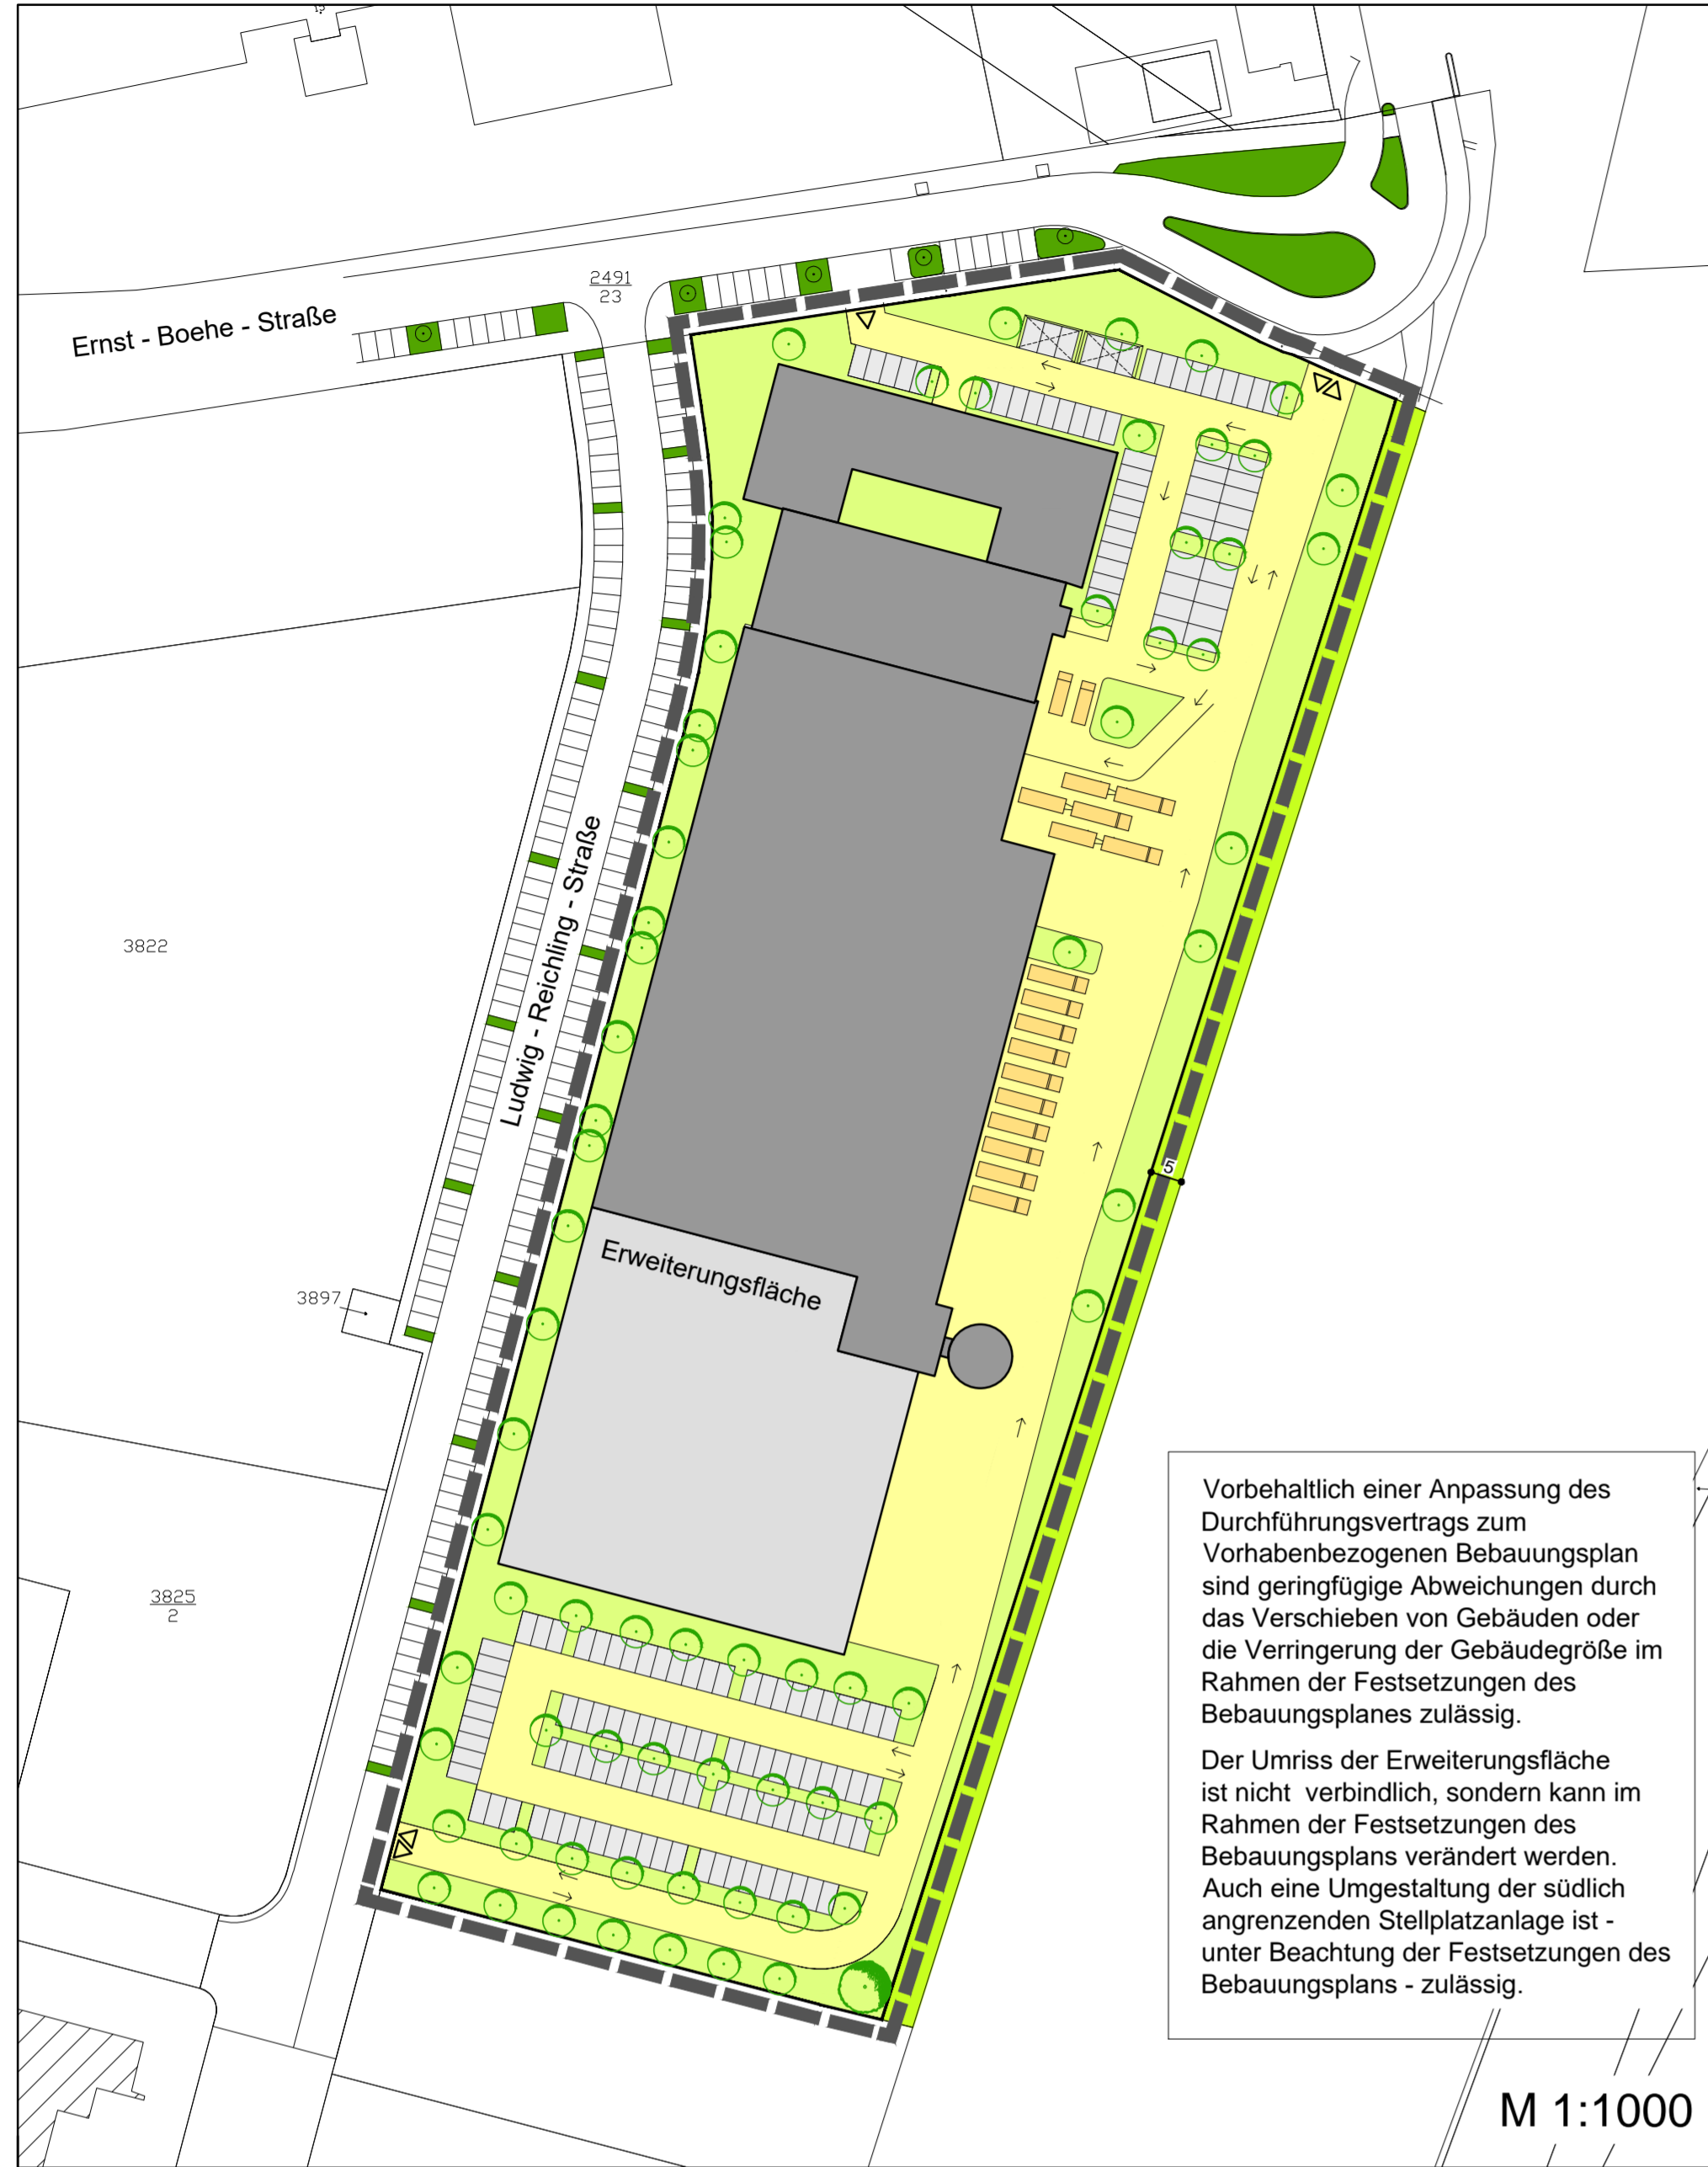 2491
23
Ernst - Boehe - Straße
Ludwig - Reichling - Straße
3822
5
Erweiterungsfläche
3897
3825
2
Vorbehaltlich einer Anpassung des
Durchführungsvertrags zum
Vorhabenbezogenen Bebauungsplan
sind geringfügige Abweichungen durch
das Verschieben von Gebäuden oder
die Verringerung der Gebäudegröße im
Rahmen der Festsetzungen des
Bebauungsplanes zulässig.
Der Umriss der Erweiterungsfläche
ist nicht  verbindlich, sondern kann im
Rahmen der Festsetzungen des
Bebauungsplans verändert werden.
Auch eine Umgestaltung der südlich
angrenzenden Stellplatzanlage ist -
unter Beachtung der Festsetzungen des
Bebauungsplans - zulässig.
M 1:1000